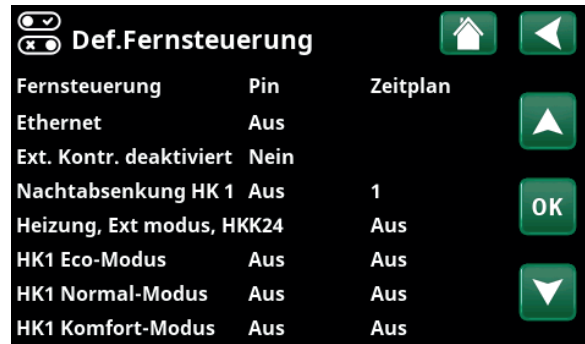 Def.Fernsteuerung
Fernsteuerung Pin Zeitplan
Ethernet Aus
Ext. Kontr. deaktiviert Nein
Nachtabsenkung HK 1 Aus 1
OK
Heizung, Ext modus, HKK24 Aus
HK1 Eco-Modus Aus Aus
HK1 Normal-Modus Aus Aus
HK1 Komfort-Modus Aus Aus